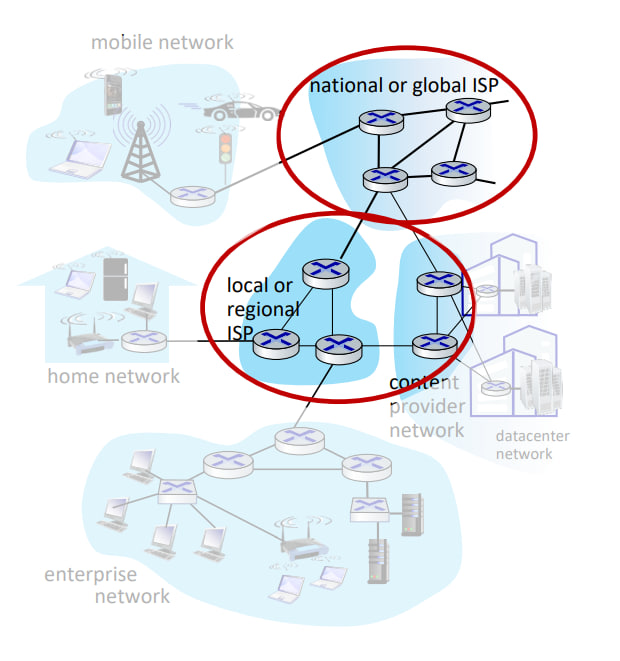 mobile network
national or global ISP
local or
regional
ISP
home network
content
provider
network
datacenter
network
enterprise
network